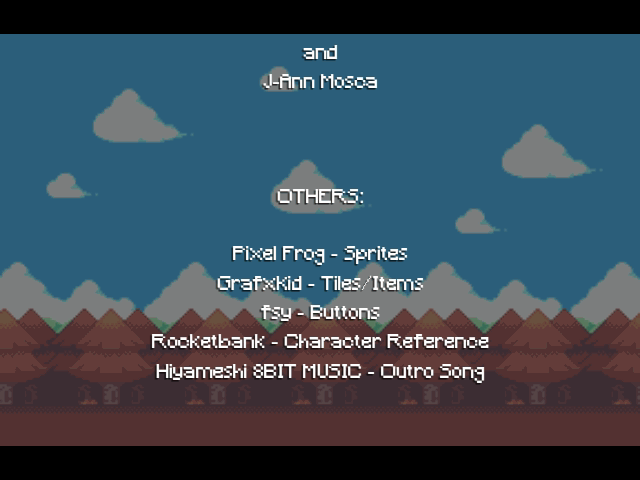 and
J-Ann Mosca
OTHERS:
Pixel Frog - Sprites
GrafxKid - Tiles/Items
fsy - Buttons
Rocketbank - Character Reference
Hiyameshi 8BIT MUSIC - Outro Song